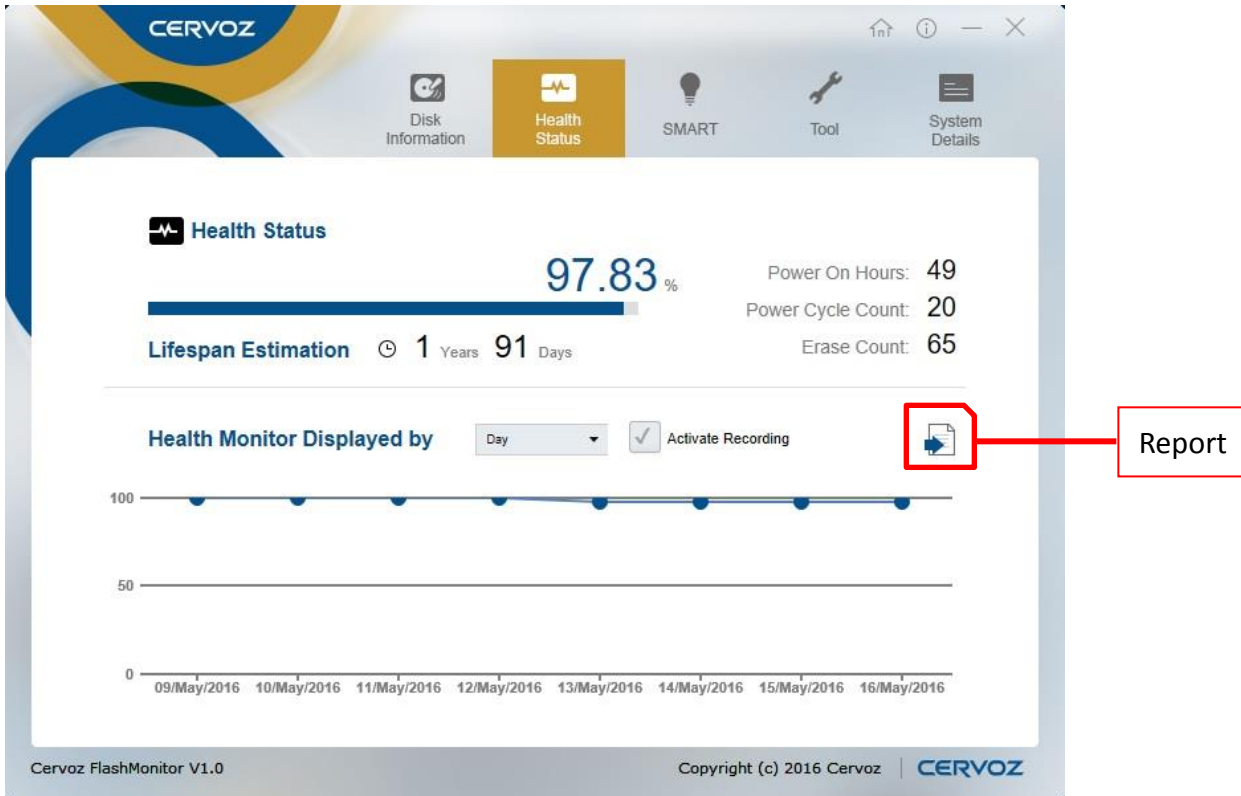 CERVOZ
Disk
Information
Health
Status
SMART
Tool
System
Details
Health Status
97.83 %
Power On Hours: 49
Power Cycle Count: 20
Erase Count: 65
Lifespan Estimation 1 Years 91 Days
Health Monitor Displayed by Day Activate Recording
Report
100
50
0
09/May/2016 10/May/2016 11/May/2016 12/May/2016 13/May/2016 14/May/2016 15/May/2016 16/May/2016
Cervoz FlashMonitor V1.0 Copyright (c) 2016 Cervoz | CERVOZ